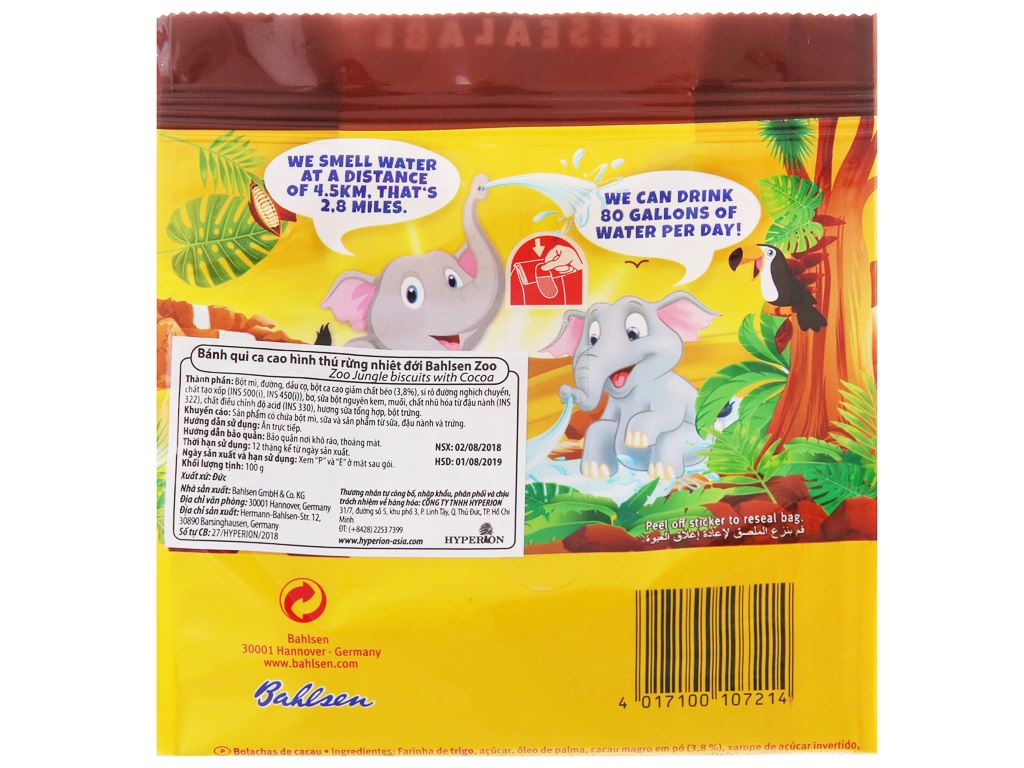 RESEALABL
WE SMELL WATER
AT A DISTANCE
OF 4.5KM, THAT'S
2,8 MILES.
WE CAN DRINK
80 GALLONS OF
WATER PER DAY!
Bánh qui ca cao hình thú rừng nhiệt đới Bahlsen Zoo
Zoo Jungle biscuits with Cocoa
Thành phần: Bột mì, đường, dầu cọ, bột ca cao giảm chất béo (3,8%), si rô đường nghịch chuyển,
chất tạo xốp (INS 500(i), INS 450(i)), bơ, sữa bột nguyên kem, muối, chất nhũ hóa từ đậu nành (INS
322), chất điều chỉnh độ acid (INS 330), hương sữa tổng hợp, bột trứng.
Khuyến cáo: Sản phẩm có chứa bột mì, sữa và sản phẩm từ sữa, đậu nành và trứng.
Hướng dẫn sử dụng: Ăn trực tiếp.
Hướng dẫn bảo quản: Bảo quản nơi khô ráo, thoáng mát.
Thời hạn sử dụng: 12 tháng kể từ ngày sản xuất.
Ngày sản xuất và hạn sử dụng: Xem "P" và "E" ở mặt sau gói.
Khối lượng tịnh: 100 g
NSX: 02/08/2018
HSD: 01/08/2019
Xuất xứ: Đức
Nhà sản xuất: Bahlsen GmbH & Co. KG
Địa chỉ văn phòng: 30001 Hannover, Germany
Địa chỉ sản xuất: Hermann-Bahlsen-Str. 12,
30890 Barsinghausen, Germany
Số tự CB: 27/HYPERION/2018
Thương nhân tự công bố, nhập khẩu, phân phối và chịu
trách nhiệm về hàng hóa: CÔNG TY TNHH HYPERION
31/7, đường số 5, khu phố 3, P. Linh Tây, Q. Thủ Đức, TP. Hồ Chí
Minh
ĐT: (+8428) 22537399
www.hyperion-asia.com
HYPERION
Peel off sticker to reseal bag.
قم بنزع الملصق لإعادة إغلاق العبوة.
Bahlsen
30001 Hannover · Germany
www.bahlsen.com
Bahlsen
4 017100 107214
P Bolachas de cacau • Ingredientes: Farinha de trigo, açúcar, óleo de palma, cacau magro em pó (3,8 %), xarope de açúcar invertido,